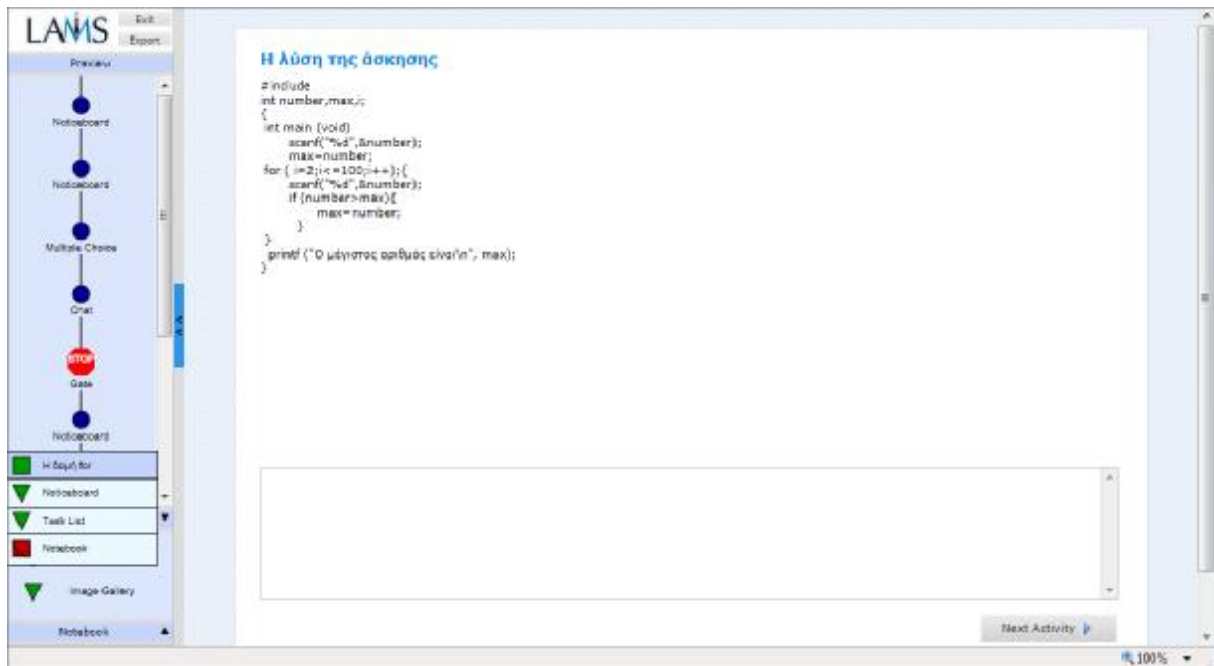 LAMS
Exit
Export
Preview
Noticeboard
Noticeboard
Multiple Choice
Chat
STOP
Gate
Noticeboard
Η δομή for
Noticeboard
Task List
Notebook
Image Gallery
Notebook
Η λύση της άσκησης
#include
int number,max,i;
{
int main (void)
scanf("%d",&number);
max=number;
for ( i=2;i<=100;i++);{
scanf("%d",&number);
if (number>max){
max=number;
}
}
printf ("Ο μέγιστος αριθμός είναι\n", max);
}
Next Activity
100%